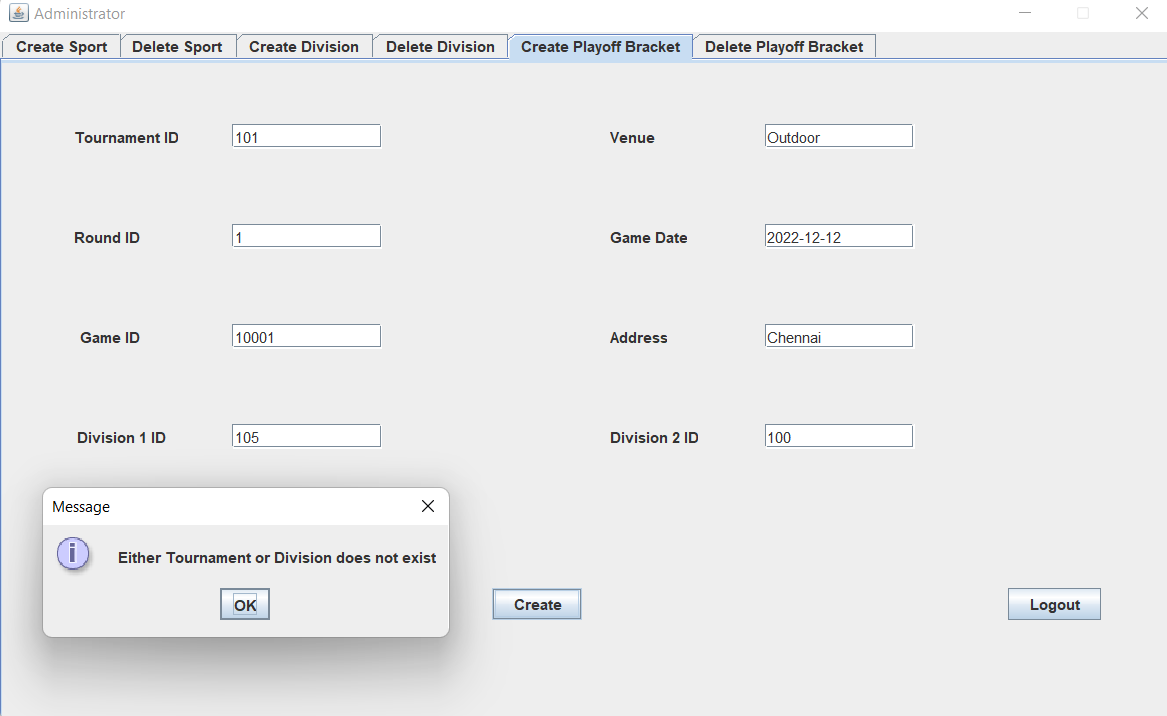 Administrator
Create Sport Delete Sport Create Division Delete Division Create Playoff Bracket Delete Playoff Bracket
Tournament ID 101 Venue Outdoor
Round ID 1 Game Date 2022-12-12
Game ID 10001 Address Chennai
Division 1 ID 105 Division 2 ID 100
Message
Either Tournament or Division does not exist
OK Create Logout